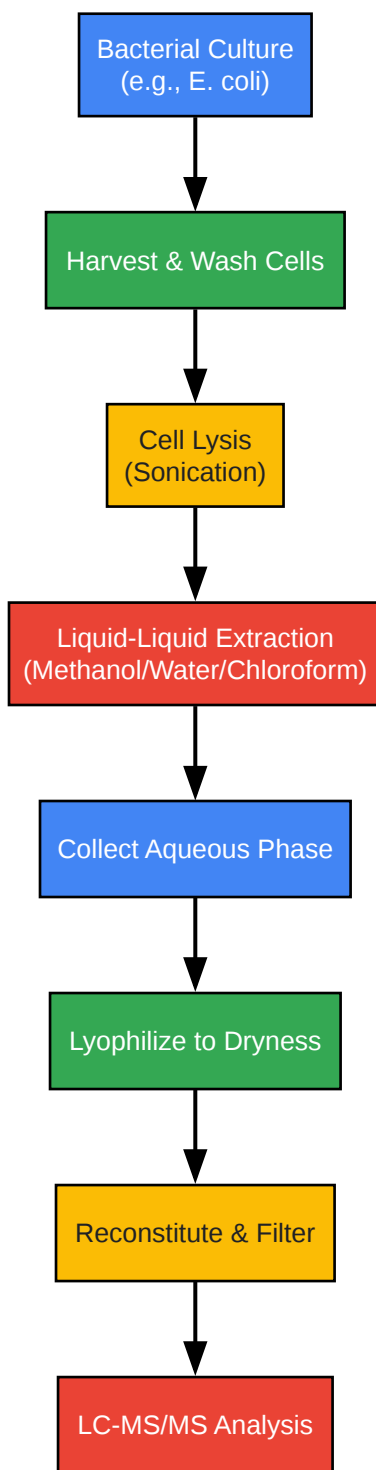 Bacterial Culture
(e.g., E. coli)
Harvest & Wash Cells
Cell Lysis
(Sonication)
Liquid-Liquid Extraction
(Methanol/Water/Chloroform)
Collect Aqueous Phase
Lyophilize to Dryness
Reconstitute & Filter
LC-MS/MS Analysis